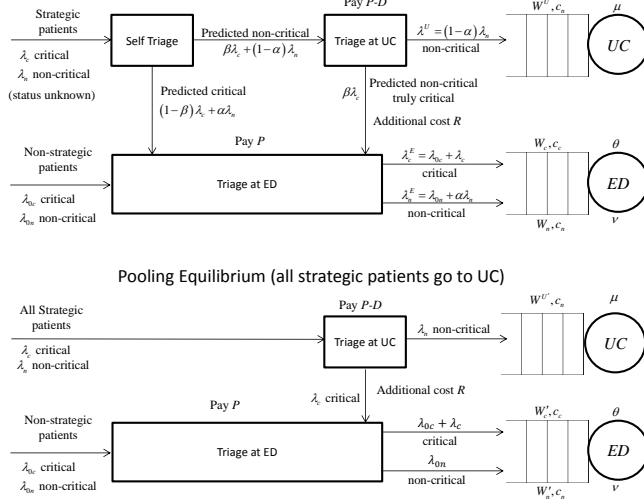 Pay P-D
Strategic
patients
λ_c critical
λ_n non-critical
(status unknown)
Self Triage
Predicted non-critical
βλ_c + (1−α)λ_n
Triage at UC
λ^U = (1−α)λ_n
non-critical
W^U, c_n
μ
UC
Predicted critical
(1−β)λ_c + αλ_n
βλ_c
Predicted non-critical
truly critical
Additional cost R
Pay P
Non-strategic
patients
λ_0c critical
λ_0n non-critical
Triage at ED
λ_c^E = λ_0c + λ_c
critical
λ_n^E = λ_0n + αλ_n
non-critical
W_c, c_c
W_n, c_n
θ
ED
ν
Pooling Equilibrium (all strategic patients go to UC)
Pay P-D
All Strategic
patients
λ_c critical
λ_n non-critical
Triage at UC
λ_n non-critical
W^U', c_n
μ
UC
λ_c critical
Additional cost R
Pay P
Non-strategic
patients
λ_0c critical
λ_0n non-critical
Triage at ED
λ_0c + λ_c
critical
λ_0n
non-critical
W'_c, c_c
W'_n, c_n
θ
ED
ν